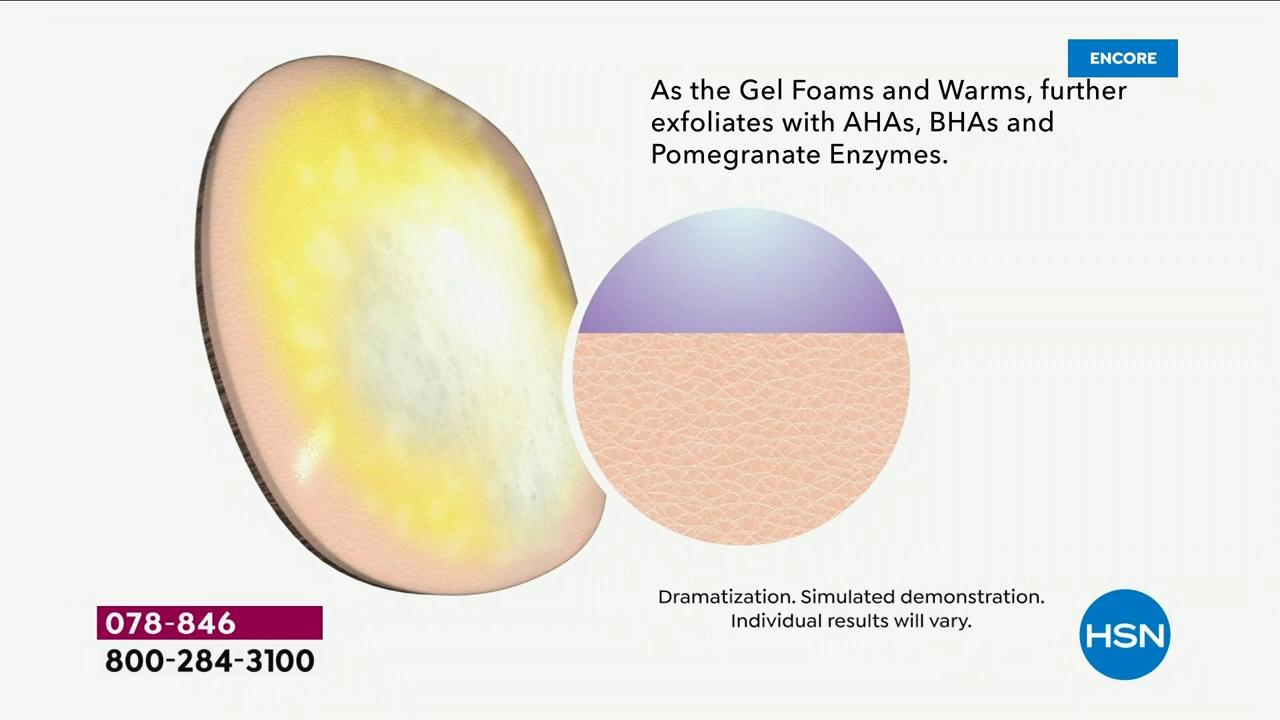 ENCORE
As the Gel Foams and Warms, further
exfoliates with AHAs, BHAs and
Pomegranate Enzymes.
Dramatization. Simulated demonstration.
Individual results will vary.
078-846
800-284-3100
HSN